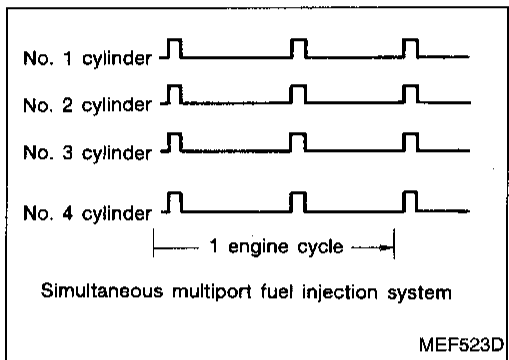 No. 1 cylinder
No. 2 cylinder
No. 3 cylinder
No. 4 cylinder
1 engine cycle
Simultaneous multiport fuel injection system
MEF523D